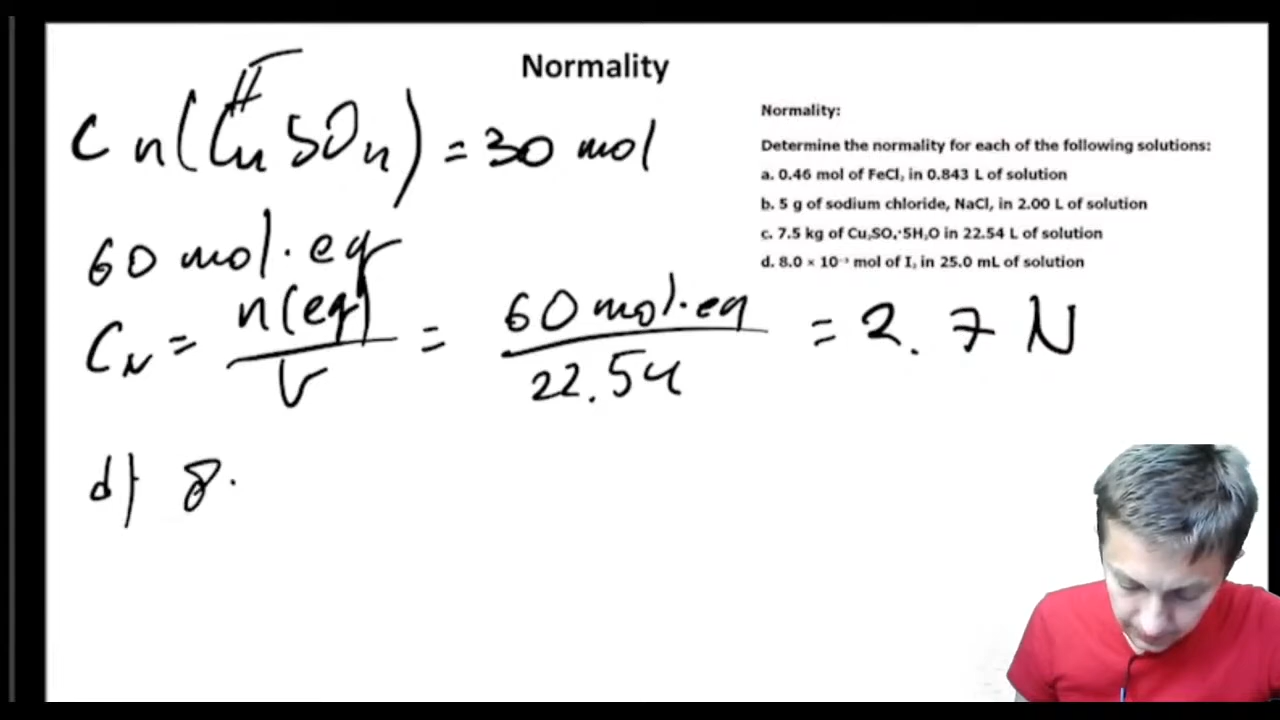 Normality
C n(CuSO₄) = 30 mol
II
60 mol·eq
C_N = n(eq) / V = 60 mol·eq / 22.54 = 2.7 N
d) 8.
Normality:
Determine the normality for each of the following solutions:
a. 0.46 mol of FeCl₃ in 0.843 L of solution
b. 5 g of sodium chloride, NaCl, in 2.00 L of solution
c. 7.5 kg of Cu₂SO₄·5H₂O in 22.54 L of solution
d. 8.0 × 10⁻³ mol of I₂ in 25.0 mL of solution